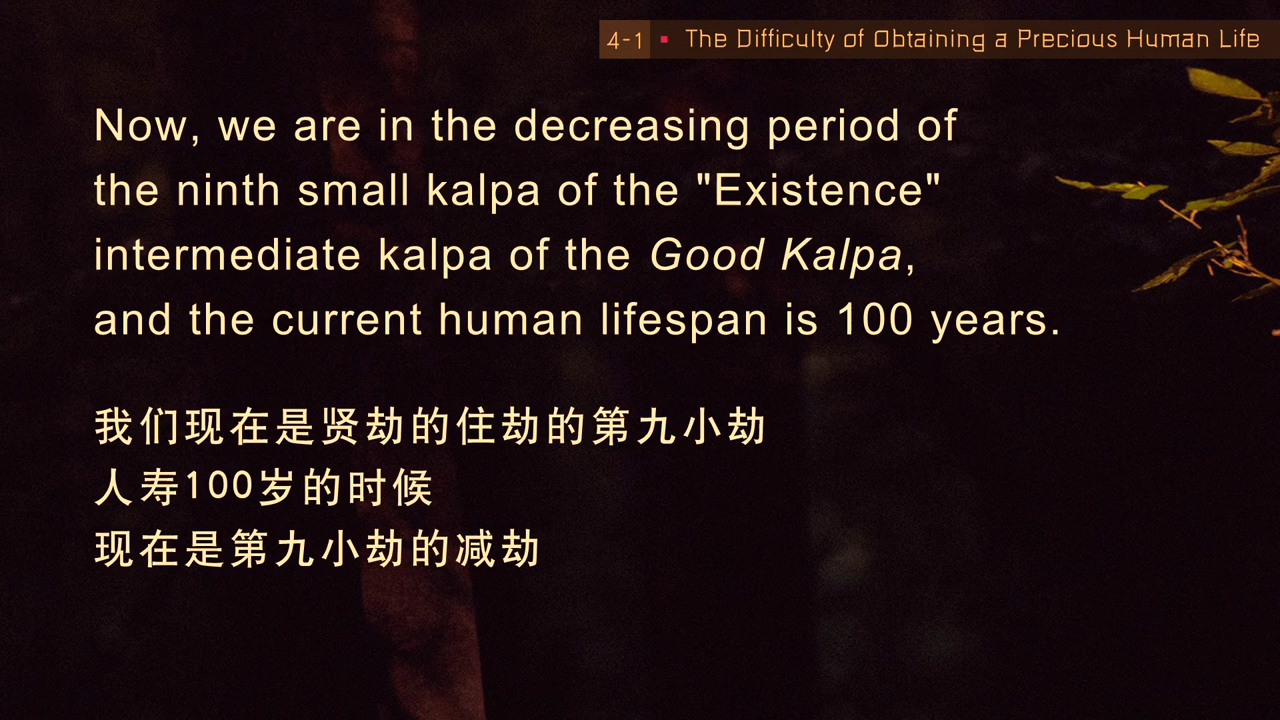 4-1 ▪ The Difficulty of Obtaining a Precious Human Life
Now, we are in the decreasing period of
the ninth small kalpa of the "Existence"
intermediate kalpa of the Good Kalpa,
and the current human lifespan is 100 years.
我们现在是贤劫的住劫的第九小劫
人寿100岁的时候
现在是第九小劫的减劫